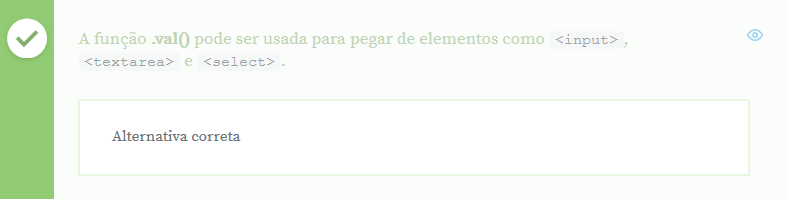 A função .val() pode ser usada para pegar de elementos como <input>,
<textarea> e <select>.
Alternativa correta